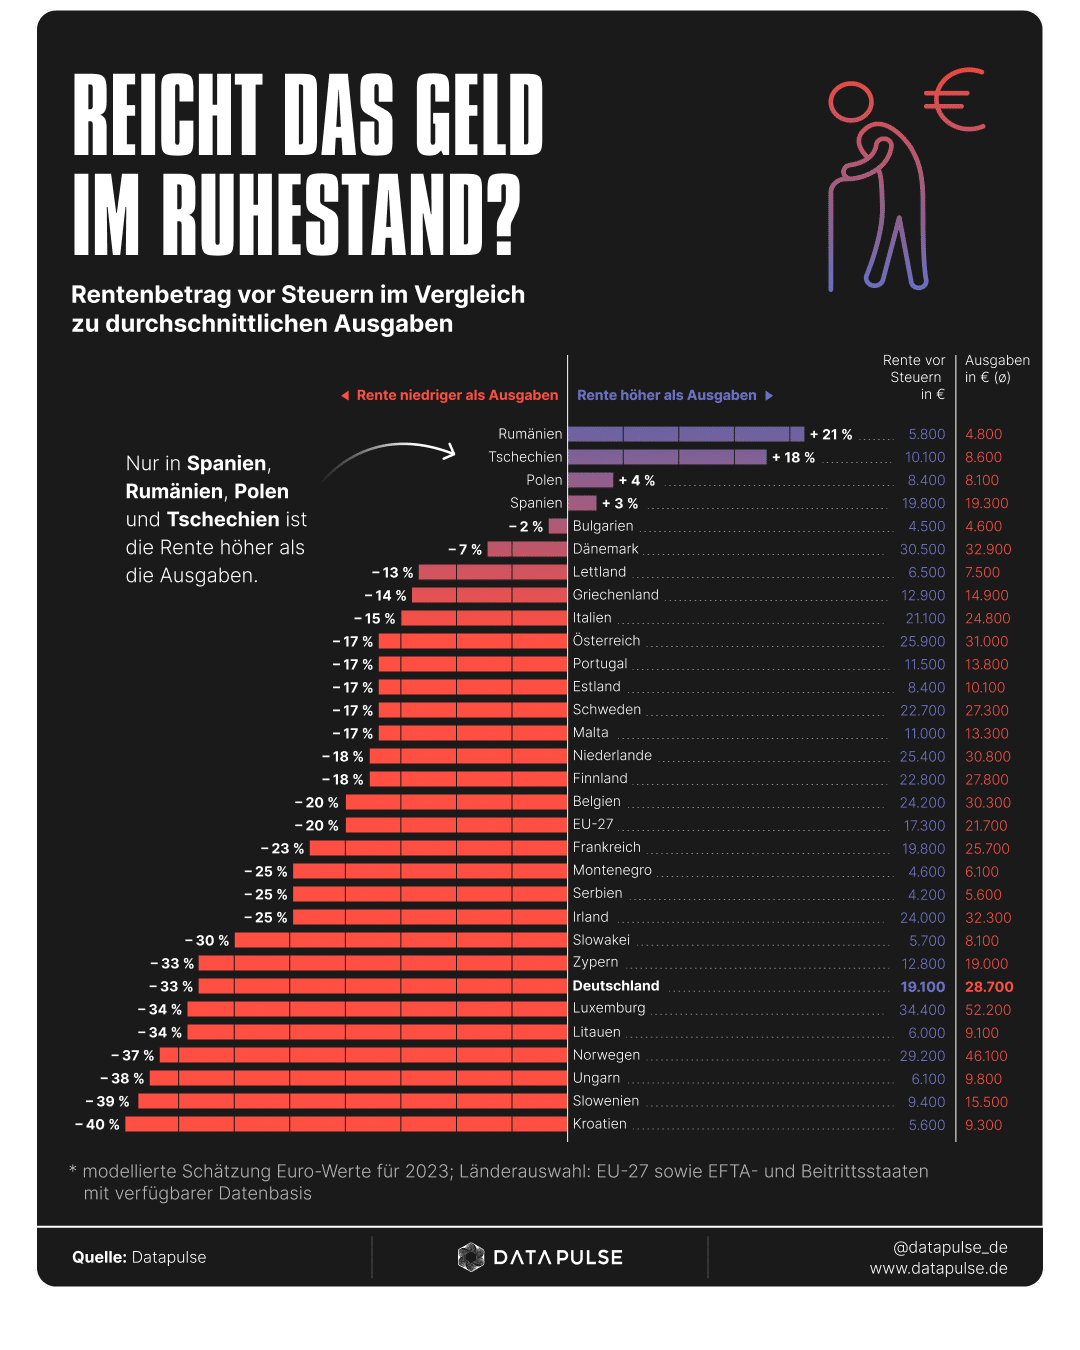 REICHT DAS GELD
IM RUHESTAND?
Rentenbetrag vor Steuern im Vergleich
zu durchschnittlichen Ausgaben
€
Rente niedriger als Ausgaben
Rente höher als Ausgaben
Rente vor
Steuern
in €
Ausgaben
in € (ø)
Nur in Spanien,
Rumänien, Polen
und Tschechien ist
die Rente höher als
die Ausgaben.
Rumänien + 21 % 5.800 4.800
Tschechien + 18 % 10.100 8.600
Polen + 4 % 8.400 8.100
Spanien + 3 % 19.800 19.300
– 2 % Bulgarien 4.500 4.600
– 7 % Dänemark 30.500 32.900
– 13 % Lettland 6.500 7.500
– 14 % Griechenland 12.900 14.900
– 15 % Italien 21.100 24.800
– 17 % Österreich 25.900 31.000
– 17 % Portugal 11.500 13.800
– 17 % Estland 8.400 10.100
– 17 % Schweden 22.700 27.300
– 17 % Malta 11.000 13.300
– 18 % Niederlande 25.400 30.800
– 18 % Finnland 22.800 27.800
– 20 % Belgien 24.200 30.300
– 20 % EU-27 17.300 21.700
– 23 % Frankreich 19.800 25.700
– 25 % Montenegro 4.600 6.100
– 25 % Serbien 4.200 5.600
– 25 % Irland 24.000 32.300
– 30 % Slowakei 5.700 8.100
– 33 % Zypern 12.800 19.000
– 33 % Deutschland 19.100 28.700
– 34 % Luxemburg 34.400 52.200
– 34 % Litauen 6.000 9.100
– 37 % Norwegen 29.200 46.100
– 38 % Ungarn 6.100 9.800
– 39 % Slowenien 9.400 15.500
– 40 % Kroatien 5.600 9.300
* modellierte Schätzung Euro-Werte für 2023; Länderauswahl: EU-27 sowie EFTA- und Beitrittsstaaten
mit verfügbarer Datenbasis
Quelle: Datapulse
DATAPULSE
@datapulse_de
www.datapulse.de